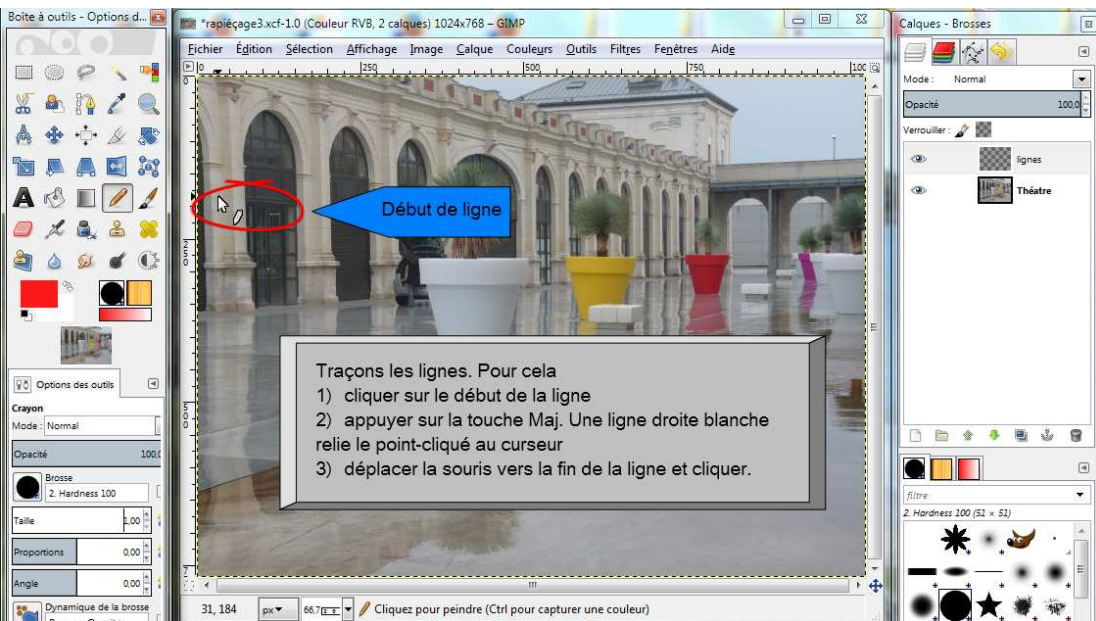 Boîte à outils - Options d...
*rapiéçage3.xcf-1.0 (Couleur RVB, 2 calques) 1024x768 – GIMP
Calques - Brosses
Fichier Édition Sélection Affichage Image Calque Couleurs Outils Filtres Fenêtres Aide
0 250 500 750 100
Mode : Normal
Opacité 100,0
Verrouiller :
lignes
Théatre
Début de ligne
Traçons les lignes. Pour cela
1) cliquer sur le début de la ligne
2) appuyer sur la touche Maj. Une ligne droite blanche
relie le point-cliqué au curseur
3) déplacer la souris vers la fin de la ligne et cliquer.
Options des outils
Crayon
Mode : Normal
Opacité 100,0
Brosse
2. Hardness 100
Taille 1,00
Proportions 0,00
Angle 0,00
Dynamique de la brosse
filtre
2. Hardness 100 (51 × 51)
31, 184 px 66,7 Cliquez pour peindre (Ctrl pour capturer une couleur)